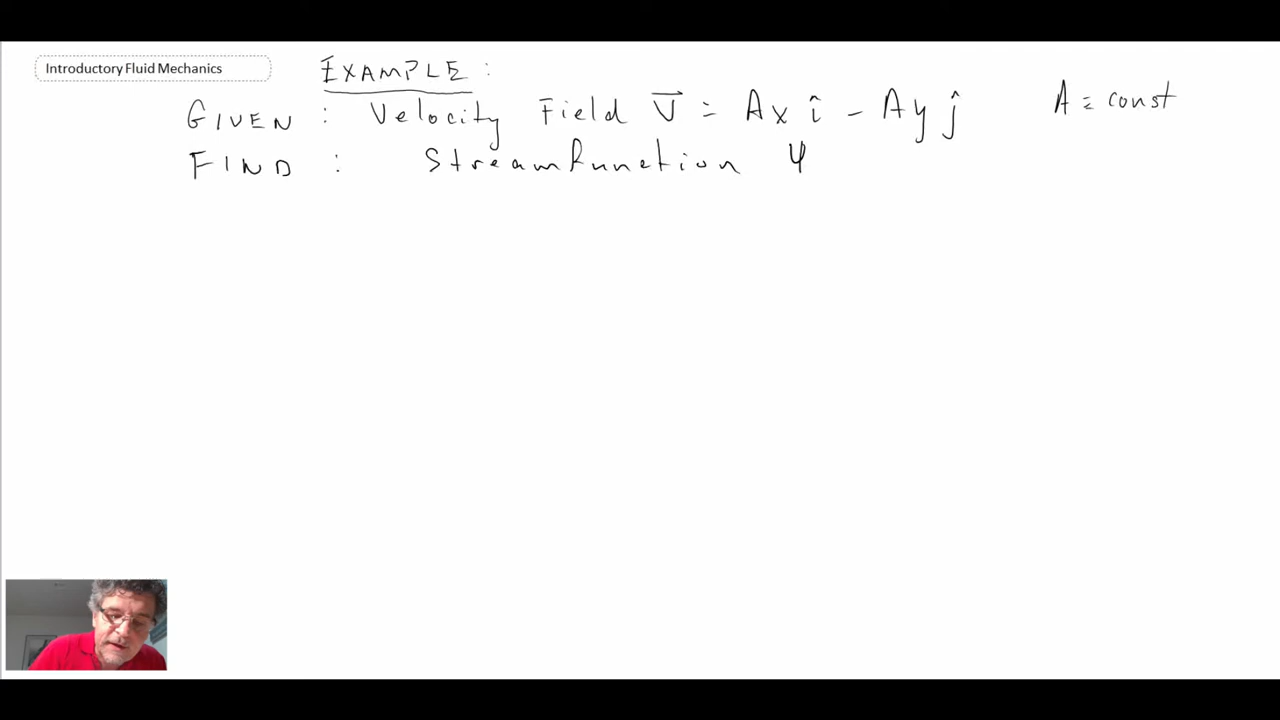 Introductory Fluid Mechanics
EXAMPLE :
GIVEN : Velocity Field V⃗ = Ax î - Ay ĵ A = const
FIND : Streamfunction ψ